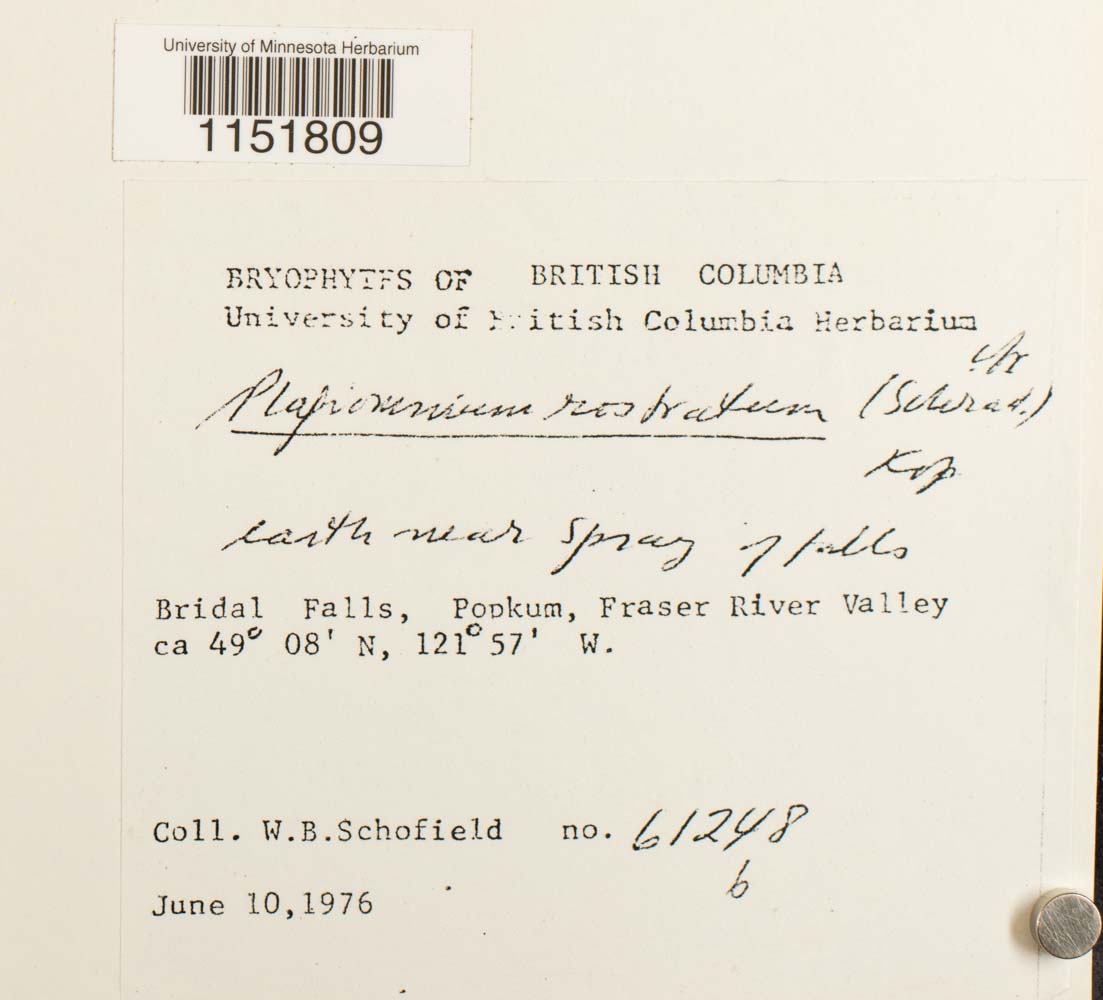 University of Minnesota Herbarium
1151809
BRYOPHYTES OF BRITISH COLUMBIA
University of British Columbia Herbarium
c/fr
Plagiomnium rostratum (Schrad.)
Kop
earth near spray of falls
Bridal Falls, Popkum, Fraser River Valley
ca 49° 08' N, 121° 57' W.
Coll. W.B.Schofield no. 61248
b
June 10,1976